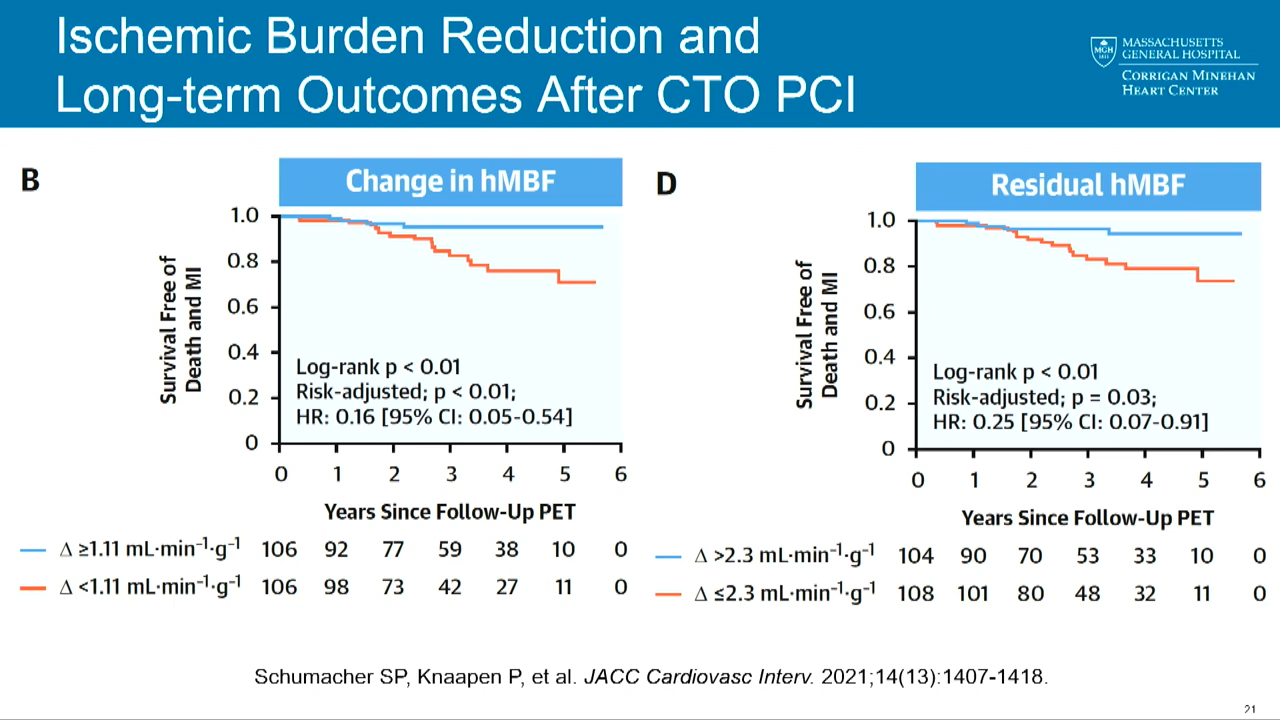 Ischemic Burden Reduction and
Long-term Outcomes After CTO PCI
MGH
1811
MASSACHUSETTS
GENERAL HOSPITAL
CORRIGAN MINEHAN
HEART CENTER
B
Change in hMBF
Survival Free of
Death and MI
1.0
0.8
0.6
0.4
0.2
0
Log-rank p < 0.01
Risk-adjusted; p < 0.01;
HR: 0.16 [95% CI: 0.05-0.54]
0 1 2 3 4 5 6
Years Since Follow-Up PET
Δ ≥1.11 mL·min⁻¹·g⁻¹ 106 92 77 59 38 10 0
Δ <1.11 mL·min⁻¹·g⁻¹ 106 98 73 42 27 11 0
D
Residual hMBF
Survival Free of
Death and MI
1.0
0.8
0.6
0.4
0.2
0
Log-rank p < 0.01
Risk-adjusted; p = 0.03;
HR: 0.25 [95% CI: 0.07-0.91]
0 1 2 3 4 5 6
Years Since Follow-Up PET
Δ >2.3 mL·min⁻¹·g⁻¹ 104 90 70 53 33 10 0
Δ ≤2.3 mL·min⁻¹·g⁻¹ 108 101 80 48 32 11 0
Schumacher SP, Knaapen P, et al. JACC Cardiovasc Interv. 2021;14(13):1407-1418.
21